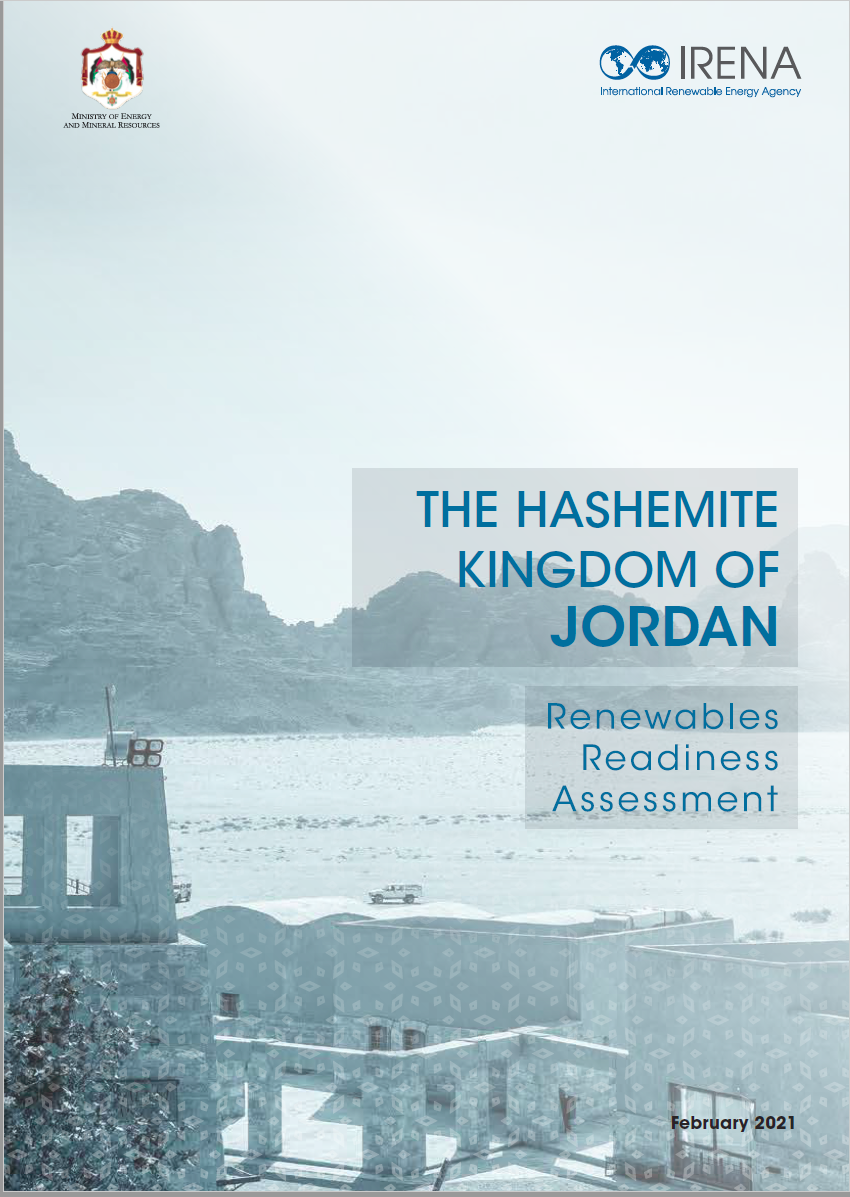 MINISTRY OF ENERGY
AND MINERAL RESOURCES
IRENA
International Renewable Energy Agency
THE HASHEMITE
KINGDOM OF
JORDAN
Renewables
Readiness
Assessment
February 2021